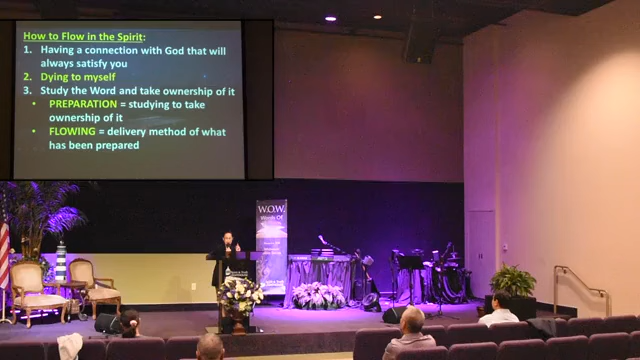 How to Flow in the Spirit:
1. Having a connection with God that will
always satisfy you
2. Dying to myself
3. Study the Word and take ownership of it
• PREPARATION = studying to take
ownership of it
• FLOWING = delivery method of what
has been prepared
W.O.W.
Words Of